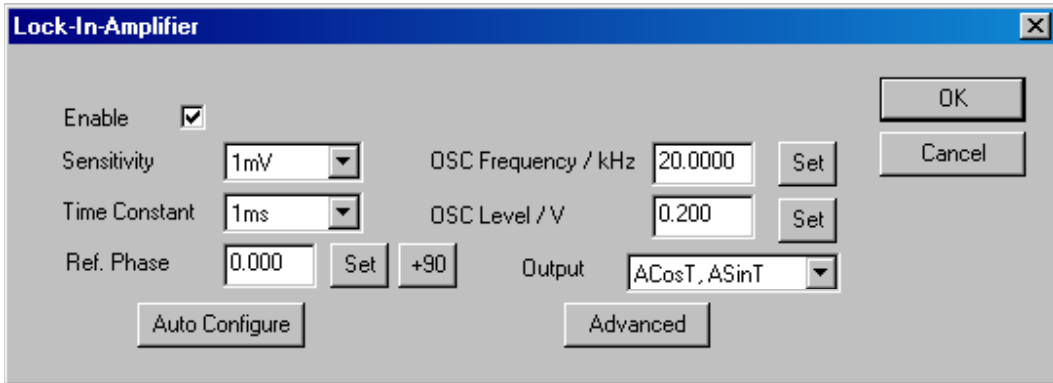 Lock-In-Amplifier
Enable
OK
Sensitivity 1mV OSC Frequency / kHz 20.0000 Set Cancel
Time Constant 1ms OSC Level / V 0.200 Set
Ref. Phase 0.000 Set +90 Output ACosT, ASinT
Auto Configure Advanced